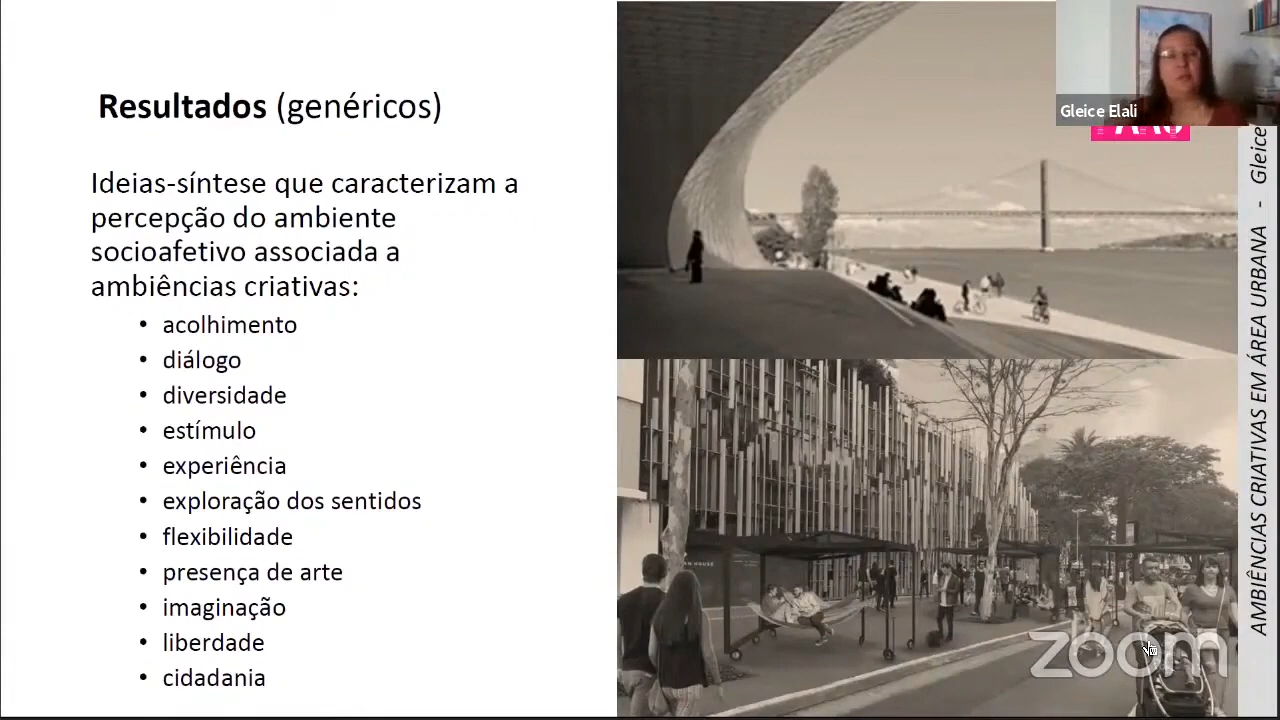 Resultados (genéricos)
Ideias-síntese que caracterizam a
percepção do ambiente
socioafetivo associada a
ambiências criativas:
• acolhimento
• diálogo
• diversidade
• estímulo
• experiência
• exploração dos sentidos
• flexibilidade
• presença de arte
• imaginação
• liberdade
• cidadania
Gleice Elali
AMBIÊNCIAS CRIATIVAS EM ÁREA URBANA - Gleice
HOUSE
zoom